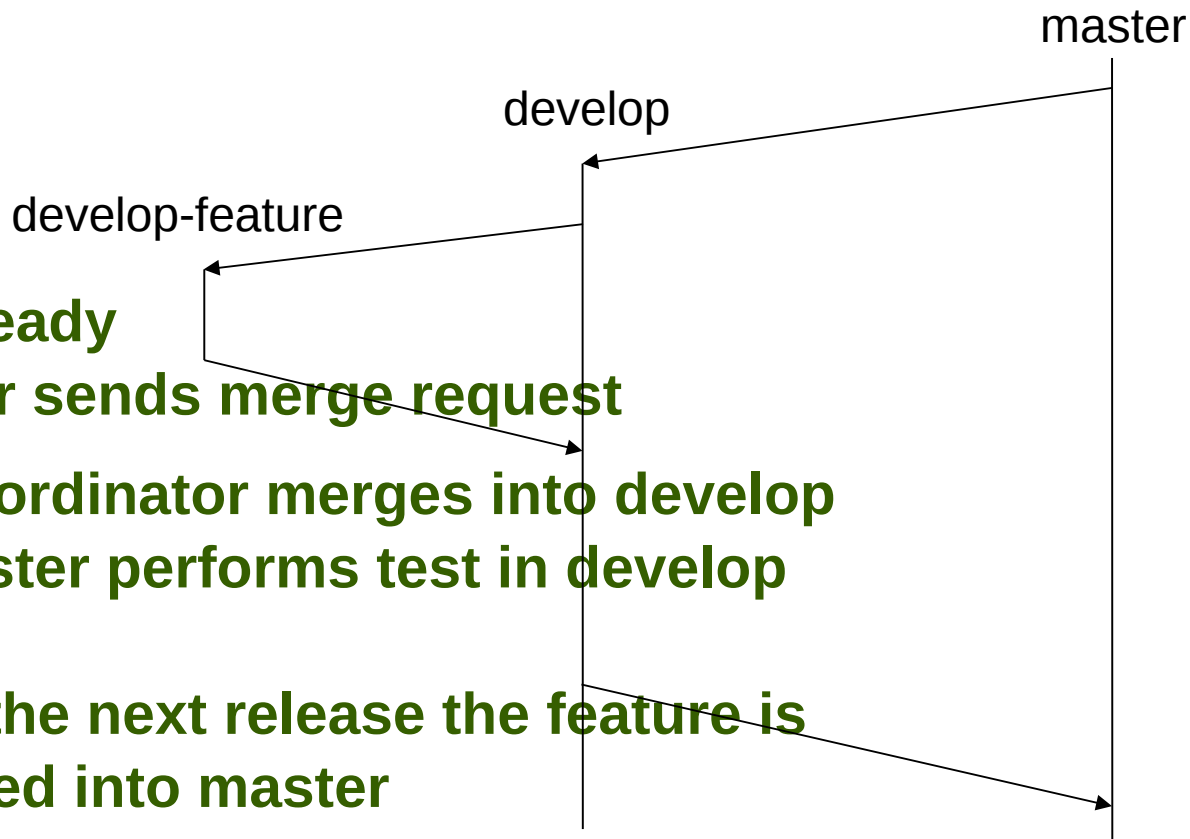 master
develop
develop-feature
eady
r sends merge request
ordinator merges into develop
ster performs test in develop
the next release the feature is
ed into master